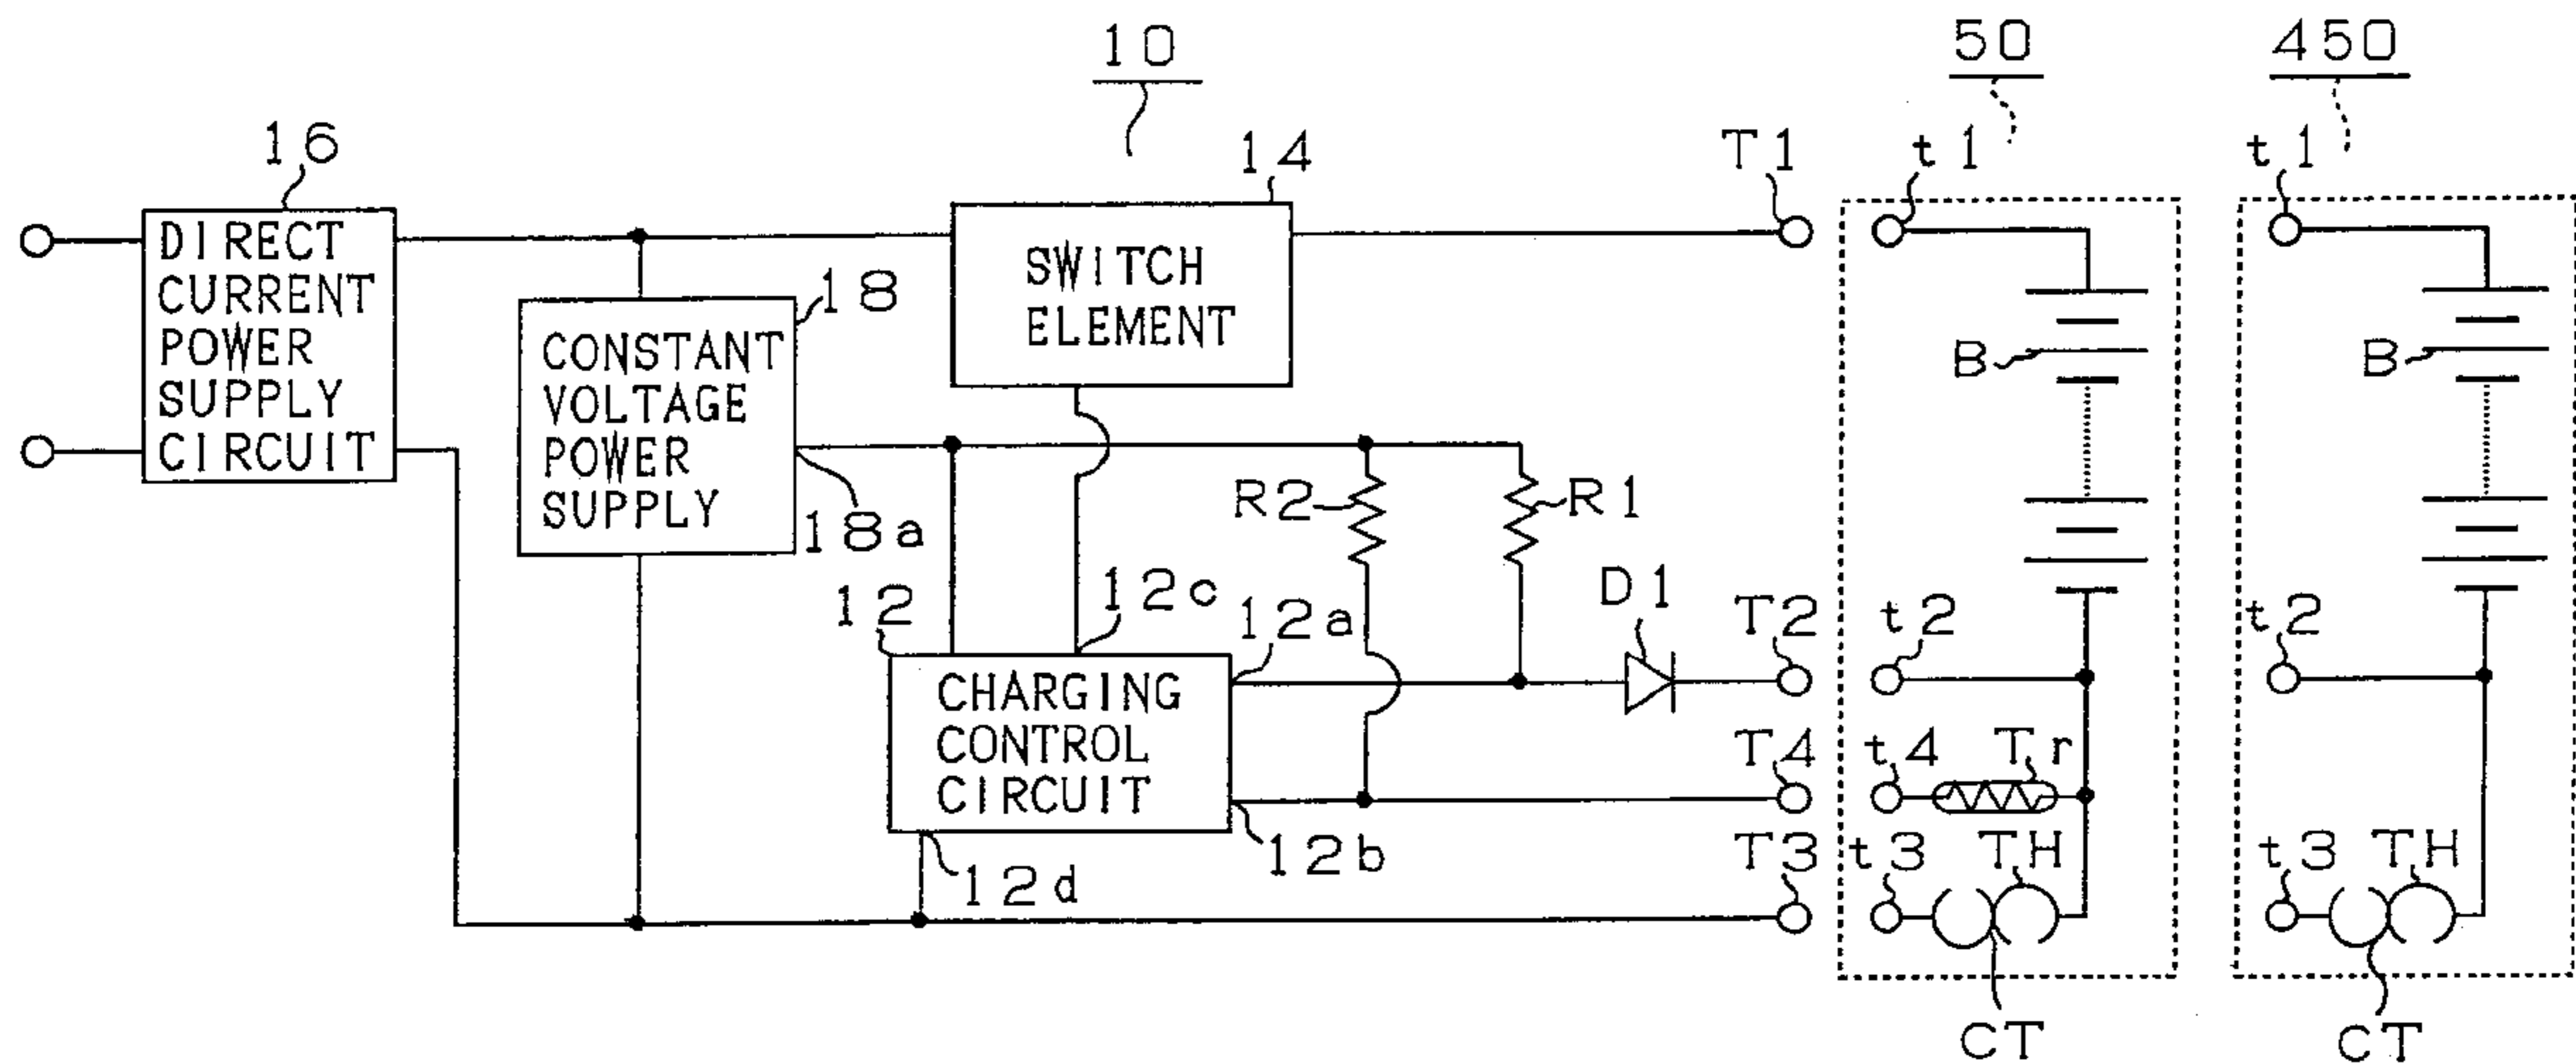 10
50
450
16
14
T1
t1
t1
DIRECT
CURRENT
POWER
SUPPLY
CIRCUIT
18
CONSTANT
VOLTAGE
POWER
SUPPLY
18a
SWITCH
ELEMENT
B
B
R2
R1
12
12c
12a
D1
T2
t2
t2
CHARGING
CONTROL
CIRCUIT
T4
t4
Tr
12b
12d
T3
t3
TH
t3
TH
CT
CT